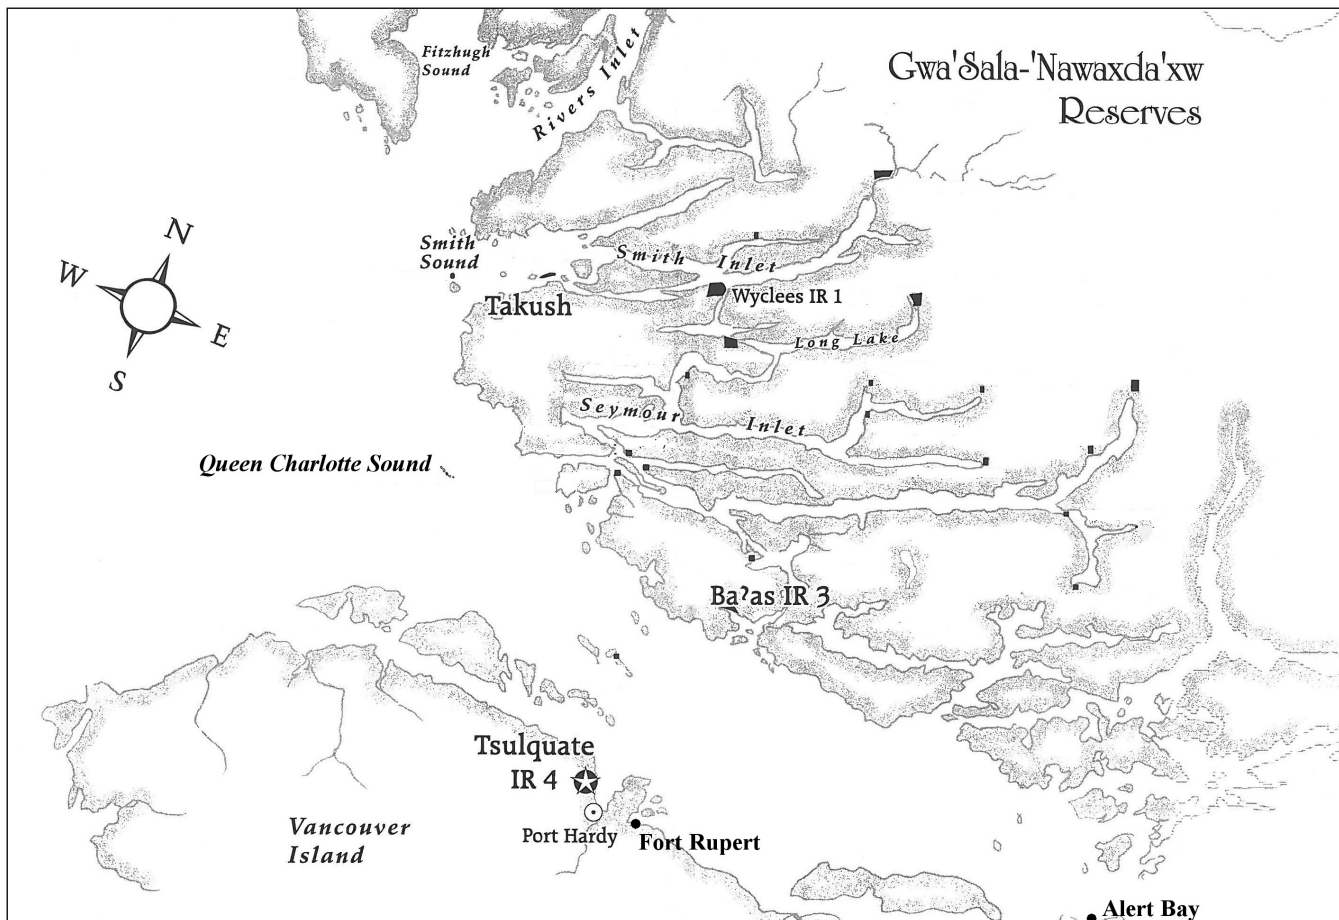 Fitzhugh
Sound
Rivers Inlet
Gwa'Sala-'Nawaxda'xw
Reserves
N
W
E
S
Smith
Sound
Smith Inlet
Takush
Wyclees IR 1
Long Lake
Seymour Inlet
Queen Charlotte Sound
Baʔas IR 3
Tsulquate
IR 4
Port Hardy
Fort Rupert
Vancouver
Island
Alert Bay